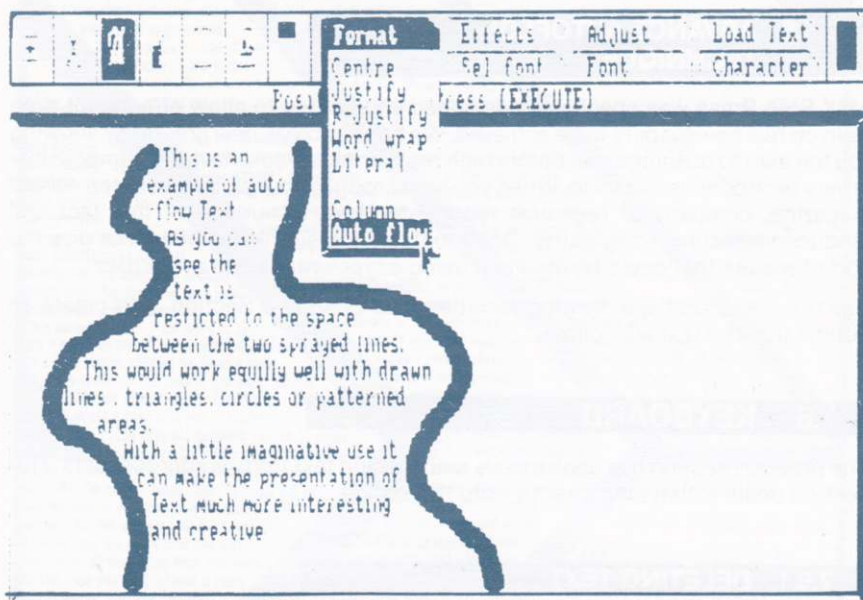 Format Effects Adjust Load Text
Centre Sel font Font Character
Justify
R-Justify
Word wrap
Literal
Column
Auto flow
ress [EXECUTE]
This is an
example of auto
flow Text
As you can
see the
text is
resticted to the space
between the two sprayed lines.
This would work equilly well with drawn
lines, triangles, circles or patterned
areas.
With a little imaginative use it
can make the presentation of
Text much more interesting
and creative